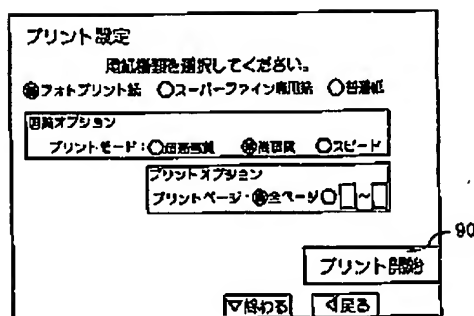 プリント設定
用紙種類を選択してください。
フォトプリント紙 スーパーファイン専用紙 普通紙
印刷オプション
プリントモード: 高画質 スピード
プリントオプション
プリントページ・全ページ ~
90
プリント開始
▽終わる ◁戻る